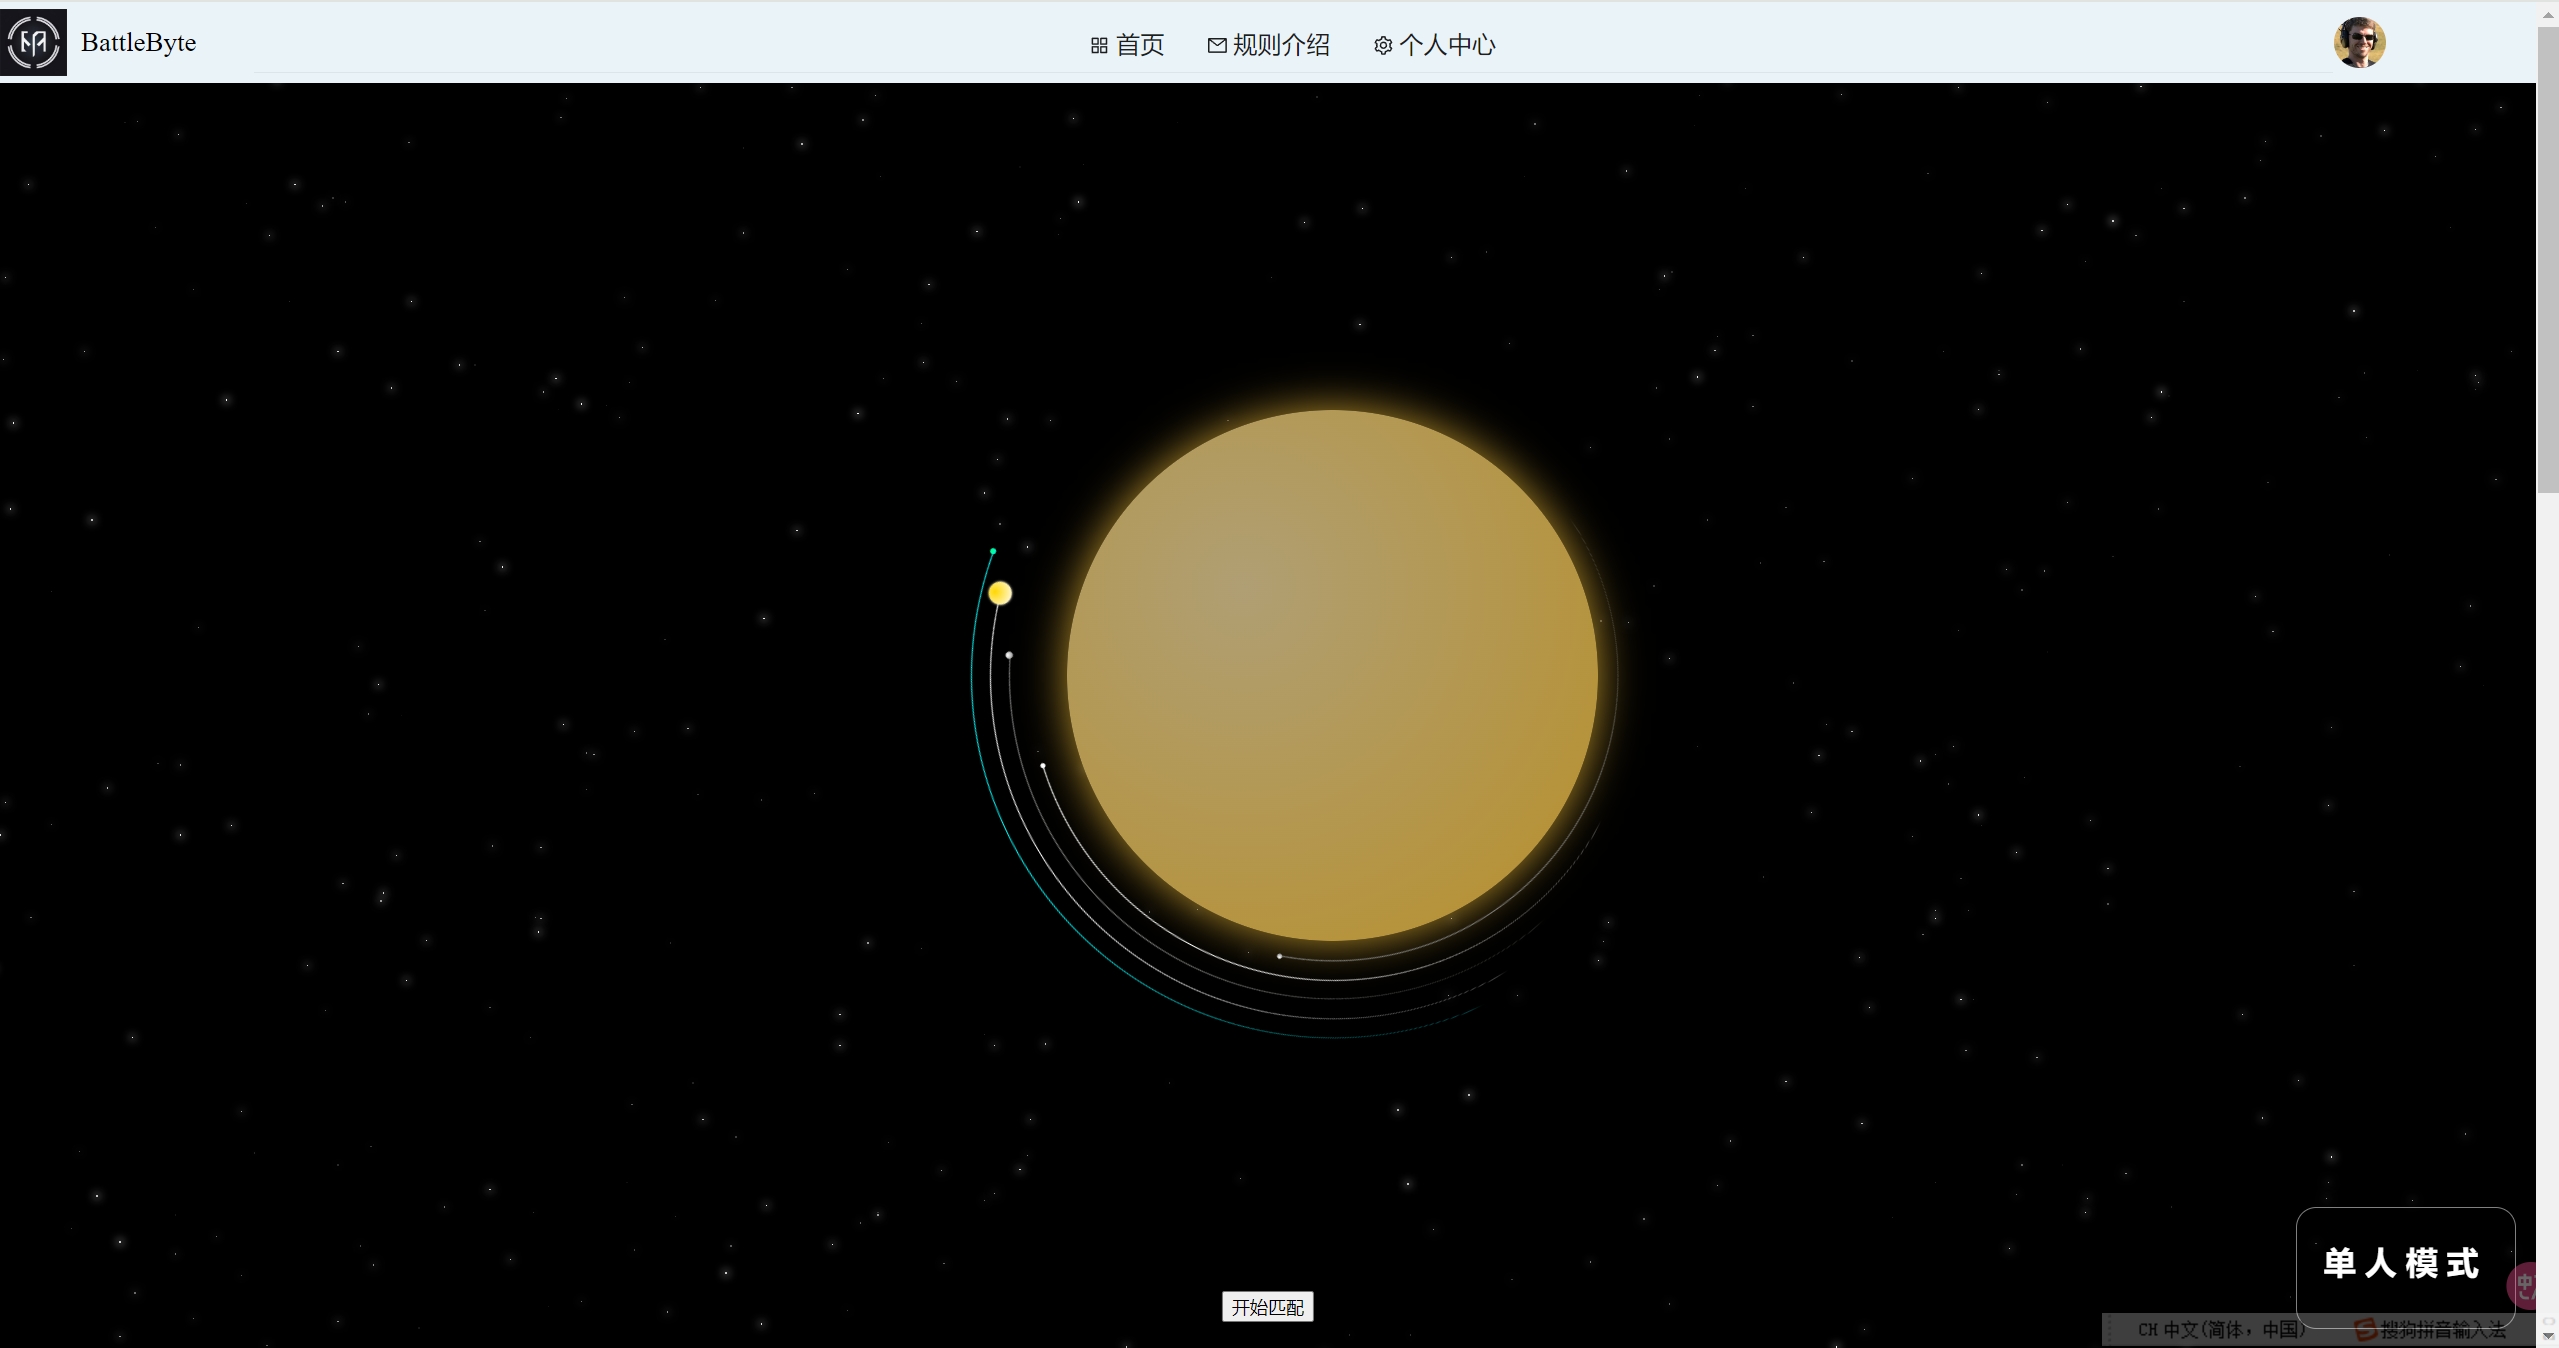 BattleByte
首页
规则介绍
个人中心
单人模式
开始匹配
CH 中文(简体，中国)
搜狗拼音输入法